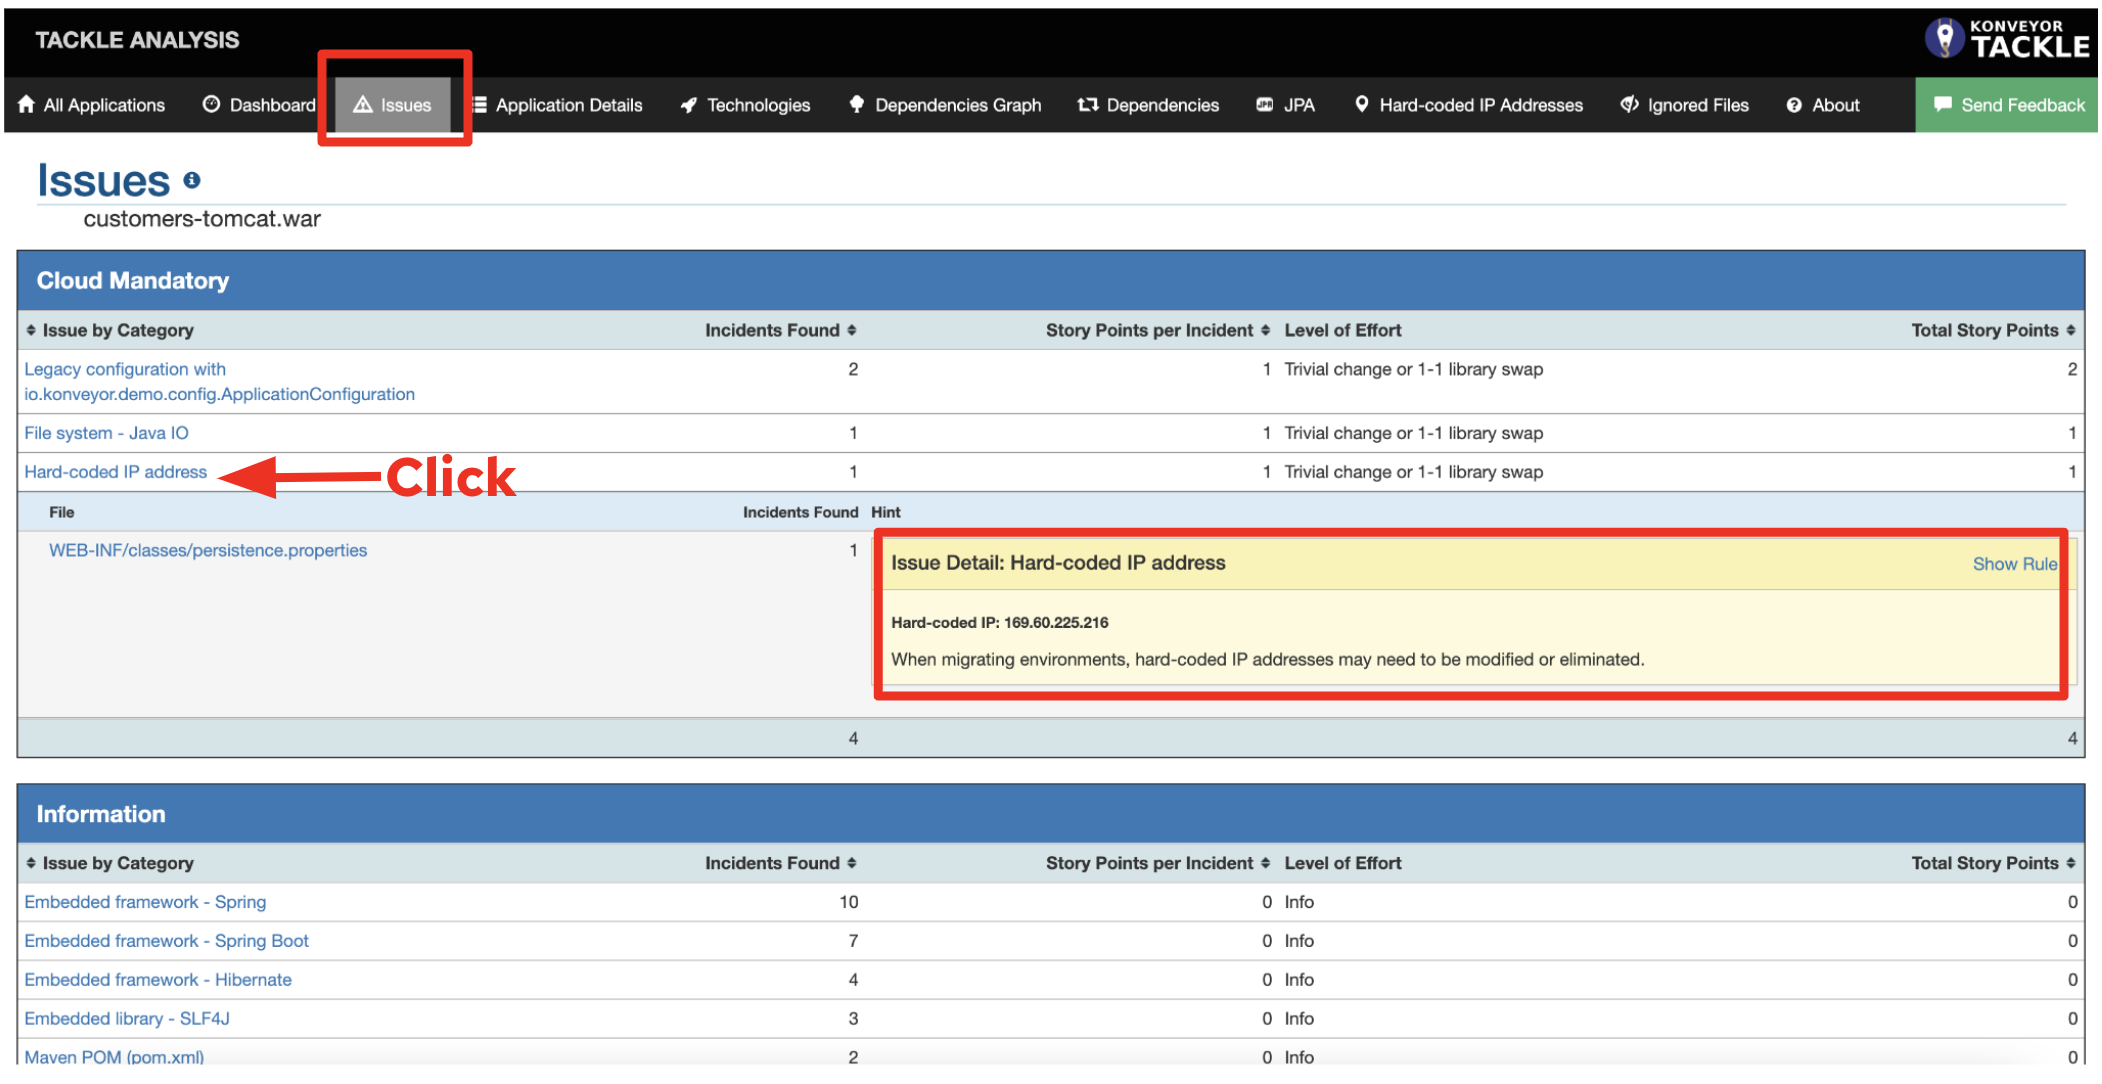 TACKLE ANALYSIS
KONVEYOR
TACKLE
All Applications Dashboard Issues Application Details Technologies Dependencies Graph Dependencies JPA Hard-coded IP Addresses Ignored Files About Send Feedback
Issues
customers-tomcat.war
Cloud Mandatory
Issue by Category Incidents Found Story Points per Incident Level of Effort Total Story Points
Legacy configuration with 2 1 Trivial change or 1-1 library swap 2
io.konveyor.demo.config.ApplicationConfiguration
File system - Java IO 1 1 Trivial change or 1-1 library swap 1
Hard-coded IP address Click 1 1 Trivial change or 1-1 library swap 1
File Incidents Found Hint
WEB-INF/classes/persistence.properties 1
Issue Detail: Hard-coded IP address Show Rule
Hard-coded IP: 169.60.225.216
When migrating environments, hard-coded IP addresses may need to be modified or eliminated.
4 4
Information
Issue by Category Incidents Found Story Points per Incident Level of Effort Total Story Points
Embedded framework - Spring 10 0 Info 0
Embedded framework - Spring Boot 7 0 Info 0
Embedded framework - Hibernate 4 0 Info 0
Embedded library - SLF4J 3 0 Info 0
Maven POM (pom.xml) 2 0 Info 0